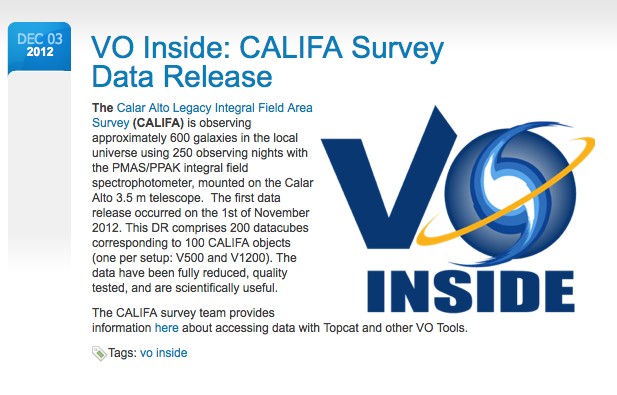 DEC 03
2012
VO Inside: CALIFA Survey
Data Release
The Calar Alto Legacy Integral Field Area
Survey (CALIFA) is observing
approximately 600 galaxies in the local
universe using 250 observing nights with
the PMAS/PPAK integral field
spectrophotometer, mounted on the Calar
Alto 3.5 m telescope.  The first data
release occurred on the 1st of November
2012. This DR comprises 200 datacubes
corresponding to 100 CALIFA objects
(one per setup: V500 and V1200). The
data have been fully reduced, quality
tested, and are scientifically useful.
VO
INSIDE
The CALIFA survey team provides
information here about accessing data with Topcat and other VO Tools.
Tags: vo inside